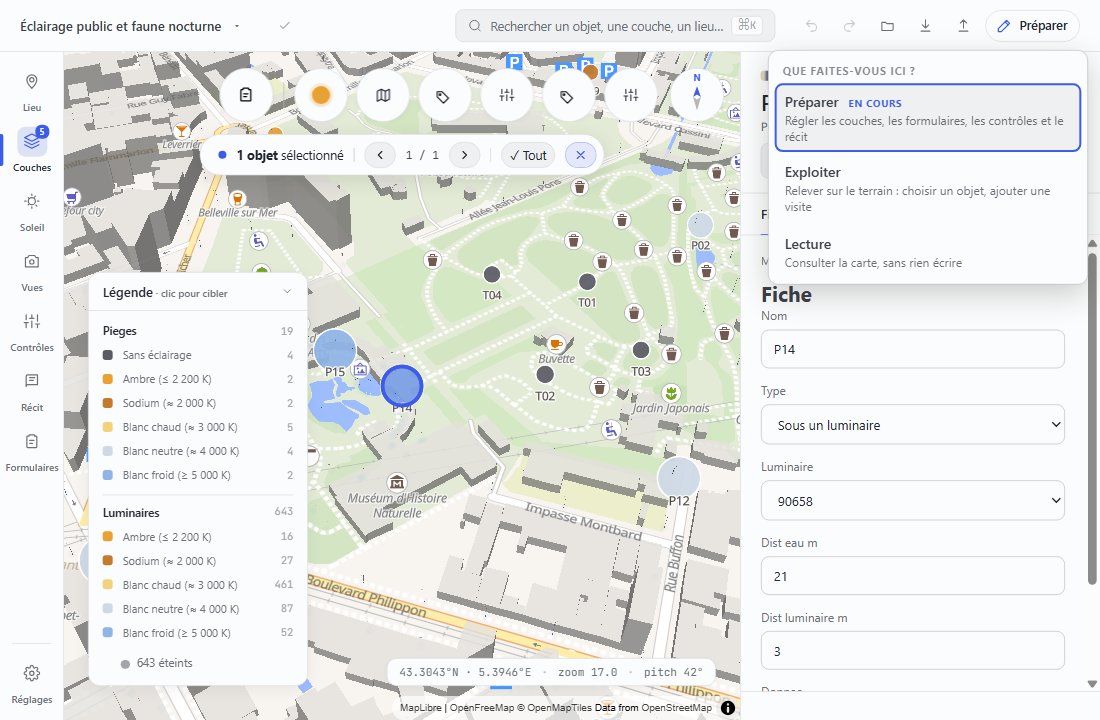 Éclairage public et faune nocturne
Rechercher un objet, une couche, un lieu...
⌘K
Préparer
QUE FAITES-VOUS ICI ?
Préparer EN COURS
Régler les couches, les formulaires, les contrôles et le
récit
Exploiter
Relever sur le terrain : choisir un objet, ajouter une
visite
Lecture
Consulter la carte, sans rien écrire
Lieu
5
Couches
Soleil
Vues
Contrôles
Récit
Formulaires
Réglages
N
1 objet sélectionné
1 / 1
✓ Tout
P
P
P
Belleville sur Mer
Allée Jean-Louis Pons
P02
T04
T01
T03
T02
Buvette
Jardin Japonais
P15
P14
P12
Muséum d'Histoire
Naturelle
Impasse Montbard
Rue Buffon
Boulevard Philippon
Légende · clic pour cibler
Pieges 19
Sans éclairage 4
Ambre (≤ 2 200 K) 2
Sodium (≈ 2 000 K) 2
Blanc chaud (≈ 3 000 K) 5
Blanc neutre (≈ 4 000 K) 4
Blanc froid (≥ 5 000 K) 2
Luminaires 643
Ambre (≤ 2 200 K) 16
Sodium (≈ 2 000 K) 27
Blanc chaud (≈ 3 000 K) 461
Blanc neutre (≈ 4 000 K) 87
Blanc froid (≥ 5 000 K) 52
643 éteints
43.3043°N · 5.3946°E · zoom 17.0 · pitch 42°
MapLibre | OpenFreeMap © OpenMapTiles Data from OpenStreetMap
Fiche
Nom
P14
Type
Sous un luminaire
Luminaire
90658
Dist eau m
21
Dist luminaire m
3